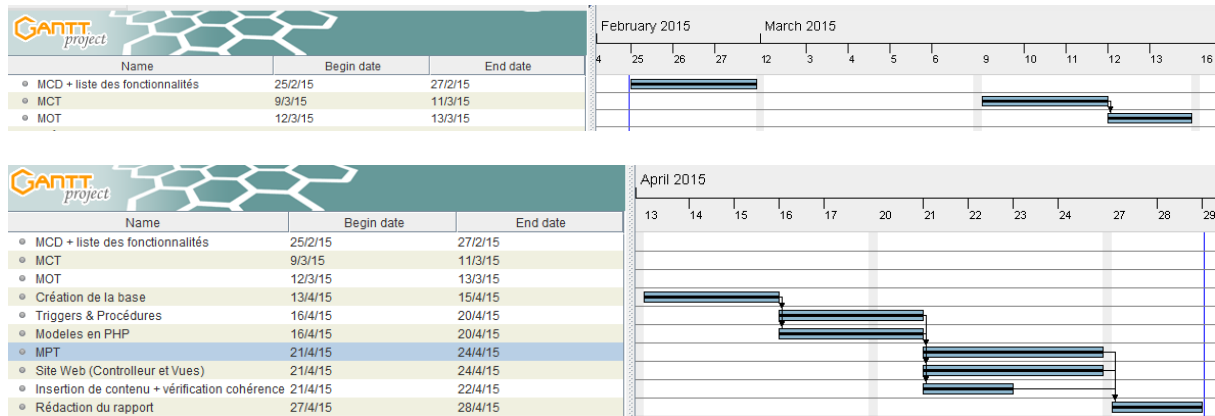 GANTT project
February 2015 March 2015
Name Begin date End date
4 25 26 27 12 3 4 5 6 9 10 11 12 13 16
MCD + liste des fonctionnalités 25/2/15 27/2/15
MCT 9/3/15 11/3/15
MOT 12/3/15 13/3/15
GANTT project
April 2015
Name Begin date End date
13 14 15 16 17 20 21 22 23 24 27 28 29
MCD + liste des fonctionnalités 25/2/15 27/2/15
MCT 9/3/15 11/3/15
MOT 12/3/15 13/3/15
Création de la base 13/4/15 15/4/15
Triggers & Procédures 16/4/15 20/4/15
Modeles en PHP 16/4/15 20/4/15
MPT 21/4/15 24/4/15
Site Web (Controlleur et Vues) 21/4/15 24/4/15
Insertion de contenu + vérification cohérence 21/4/15 22/4/15
Rédaction du rapport 27/4/15 28/4/15